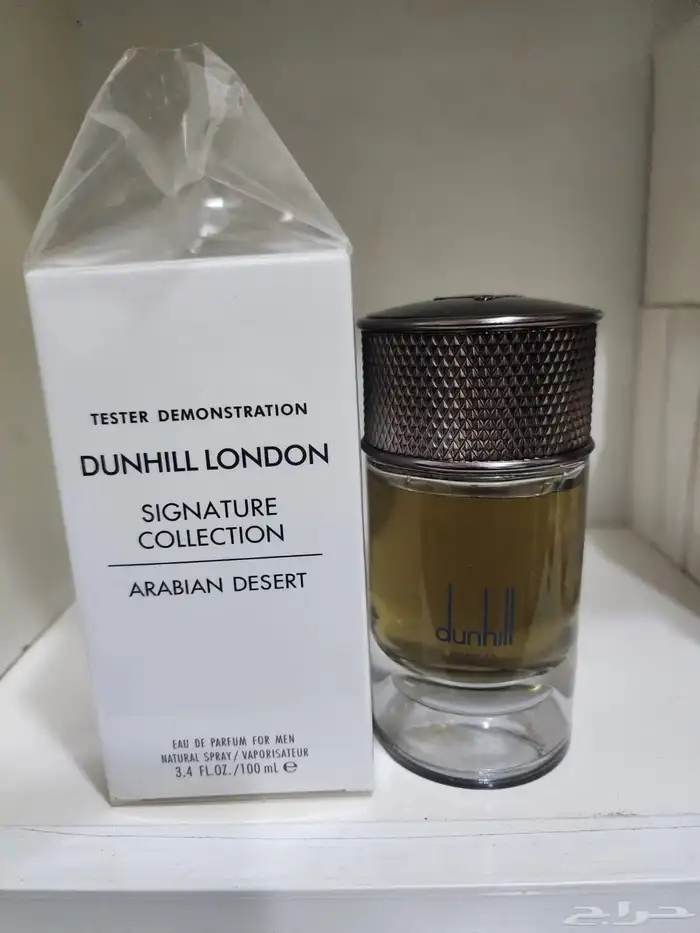 TESTER DEMONSTRATION
DUNHILL LONDON
SIGNATURE
COLLECTION
ARABIAN DESERT
EAU DE PARFUM FOR MEN
NATURAL SPRAY/VAPORISATEUR
3.4 FL.OZ./100 ml ℮
dunhill
حراج